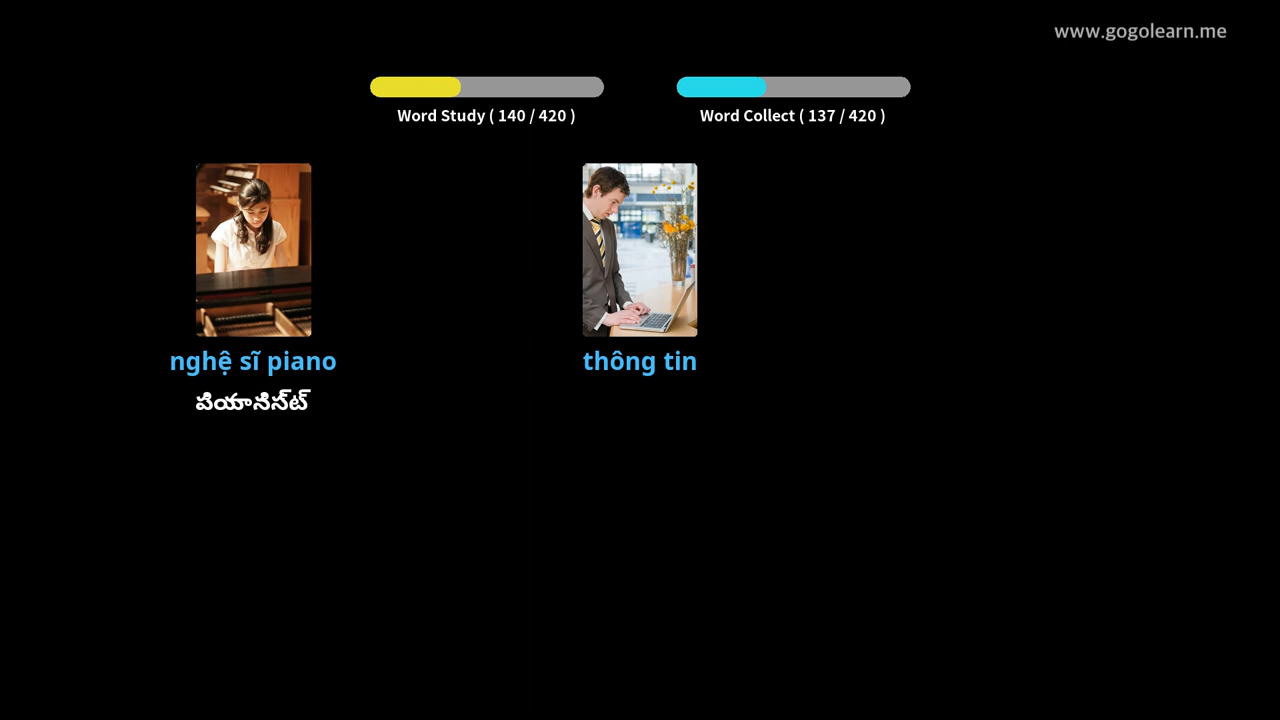 www.gogolearn.me
Word Study ( 140 / 420 )
Word Collect ( 137 / 420 )
nghệ sĩ piano
పియానిస్ట్
thông tin